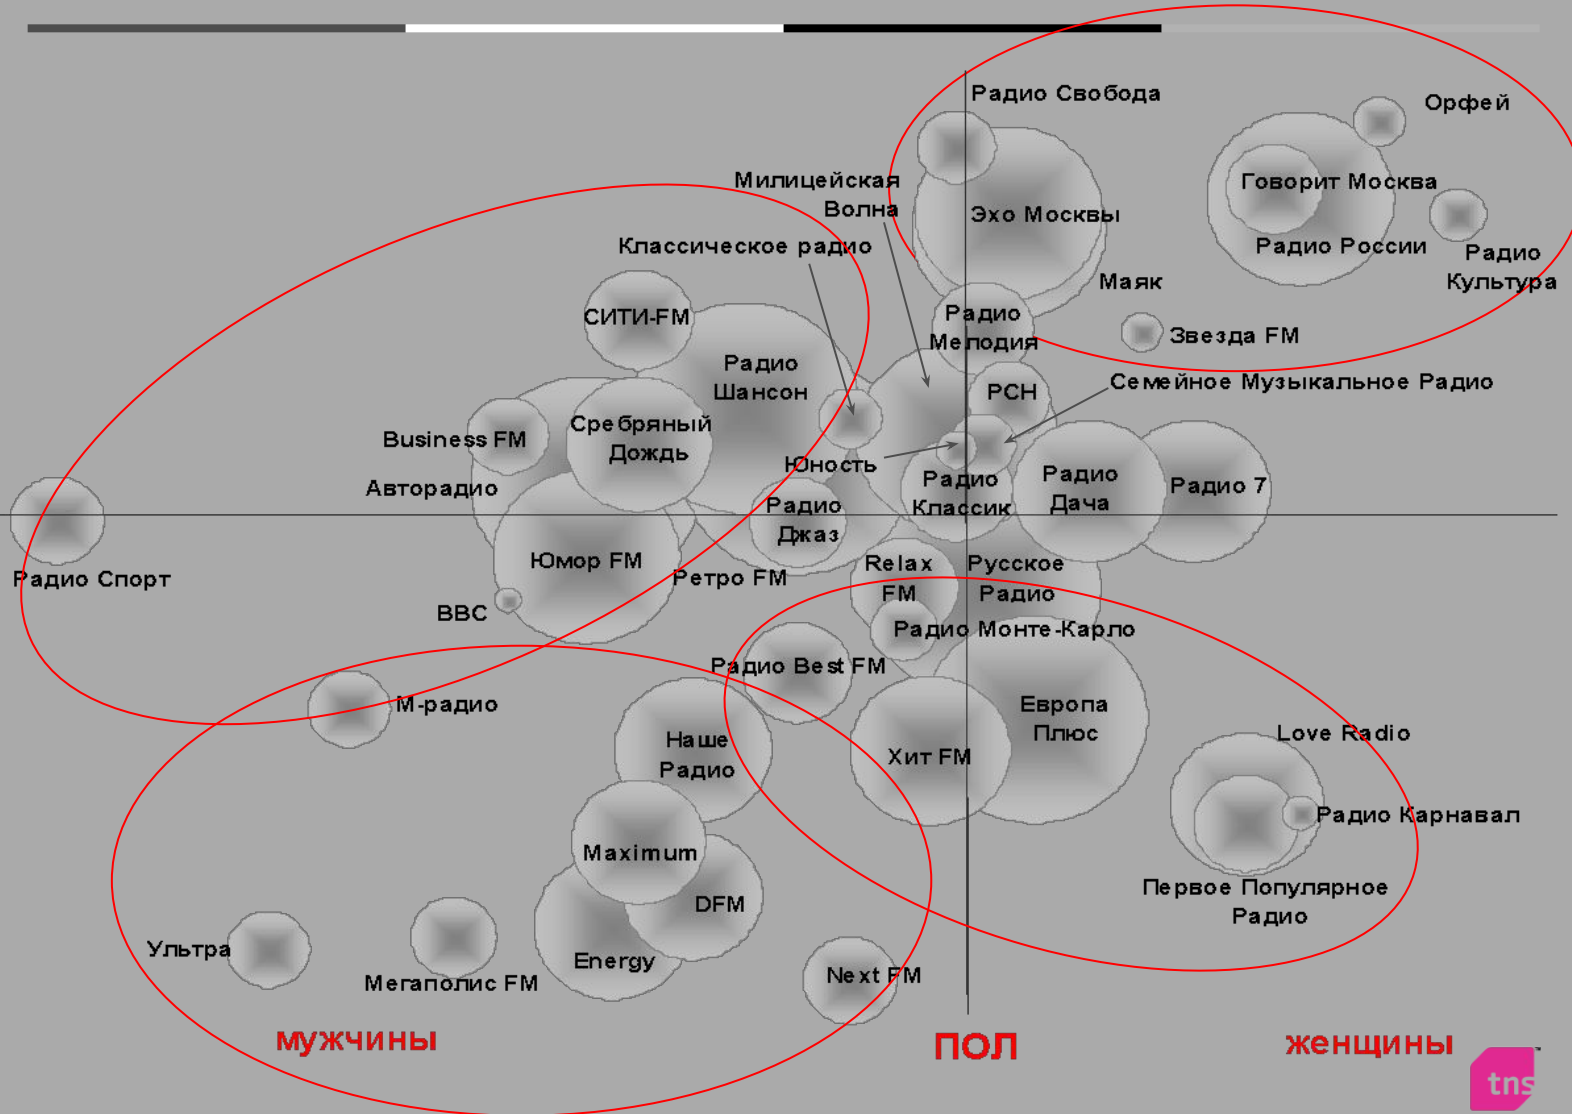 Радио Свобода
Орфей
Милицейская
Волна
Говорит Москва
Эхо Москвы
Классическое радио
Радио России
Радио
Культура
Маяк
СИТИ-FM
Радио
Мелодия
Звезда FM
Радио
Шансон
РСН
Семейное Музыкальное Радио
Сребряный
Дождь
Business FM
Юность
Авторадио
Радио
Классик
Радио
Дача
Радио 7
Радио
Джаз
Юмор FM
Ретро FM
Relax
FM
Русское
Радио
Радио Спорт
BBC
Радио Монте-Карло
Радио Best FM
М-радио
Европа
Плюс
Наше
Радио
Хит FM
Love Radio
Радио Карнавал
Maximum
DFM
Первое Популярное
Радио
Ультра
Energy
Мегаполис FM
Next FM
мужчины
ПОЛ
женщины
tns